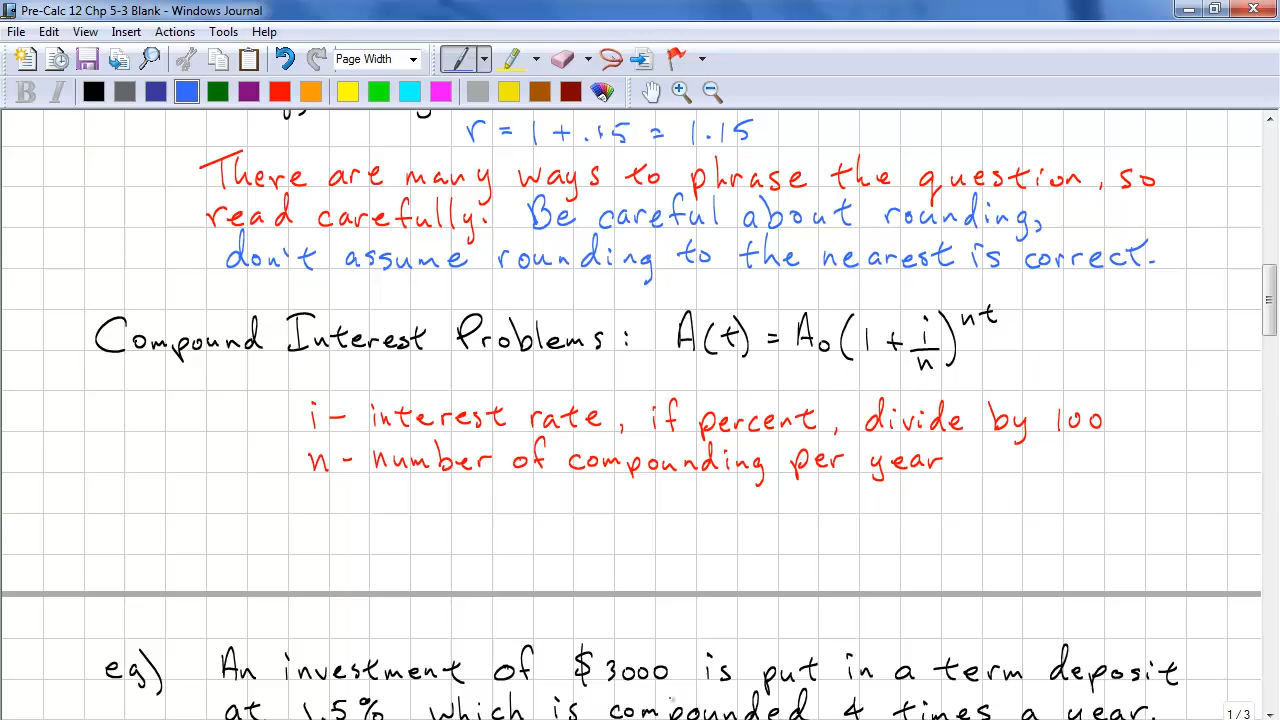 Pre-Calc 12 Chp 5-3 Blank - Windows Journal
File Edit View Insert Actions Tools Help
Page Width
B I
r = 1 + .15 = 1.15
There are many ways to phrase the question, so
read carefully. Be careful about rounding,
don't assume rounding to the nearest is correct.
Compound Interest Problems: A(t) = A₀(1 + i/n)^nt
i - interest rate, if percent, divide by 100
n - number of compounding per year
eg) An investment of $3000 is put in a term deposit
at 1.5% which is compounded 4 times a year.
1/3